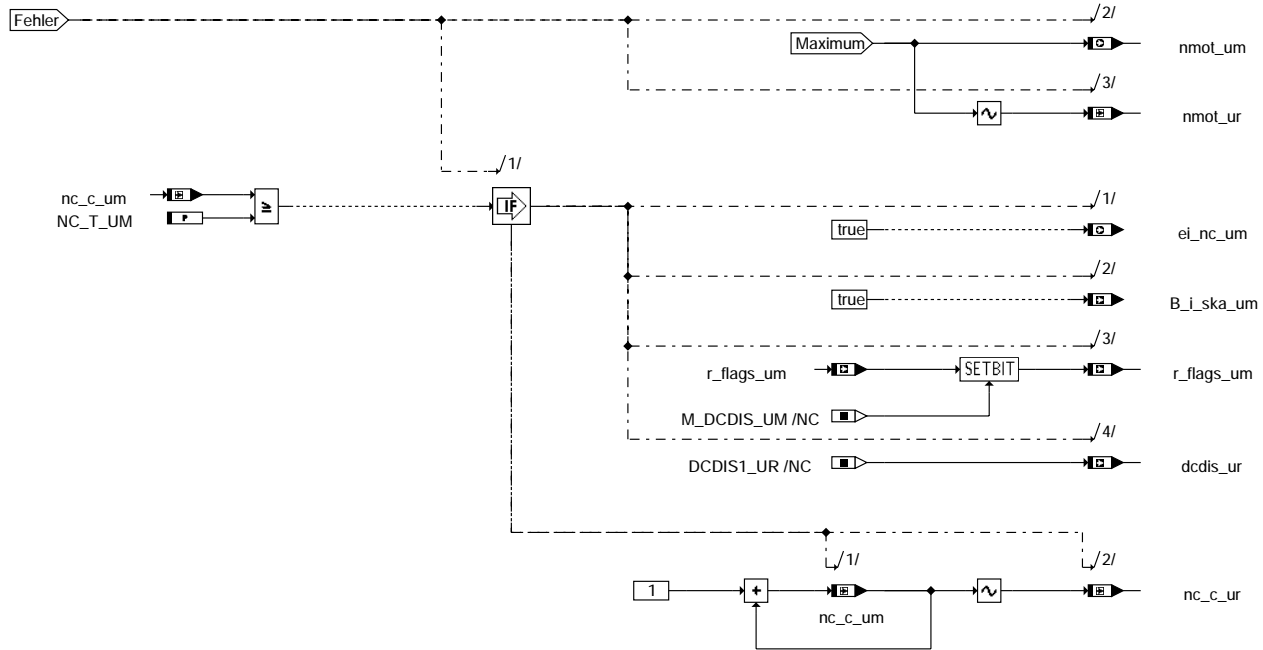 Fehler
/2/
Maximum
nmot_um
/3/
nmot_ur
/1/
nc_c_um
NC_T_UM
P
≥
IF
/1/
true
ei_nc_um
/2/
true
B_i_ska_um
/3/
r_flags_um
SETBIT
r_flags_um
M_DCDIS_UM /NC
/4/
DCDIS1_UR /NC
dcdis_ur
/1/
/2/
1
+
nc_c_um
nc_c_ur